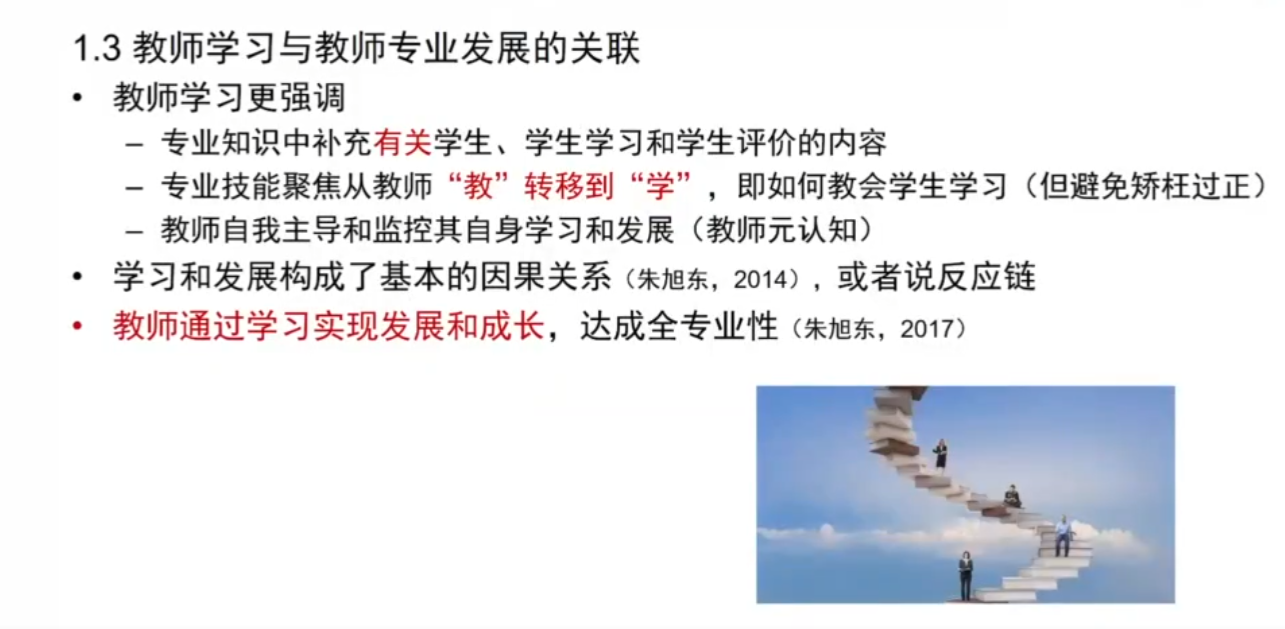 1.3 教师学习与教师专业发展的关联
• 教师学习更强调
– 专业知识中补充有关学生、学生学习和学生评价的内容
– 专业技能聚焦从教师“教”转移到“学”，即如何教会学生学习（但避免矫枉过正）
– 教师自我主导和监控其自身学习和发展（教师元认知）
• 学习和发展构成了基本的因果关系（朱旭东，2014），或者说反应链
• 教师通过学习实现发展和成长，达成全专业性（朱旭东，2017）